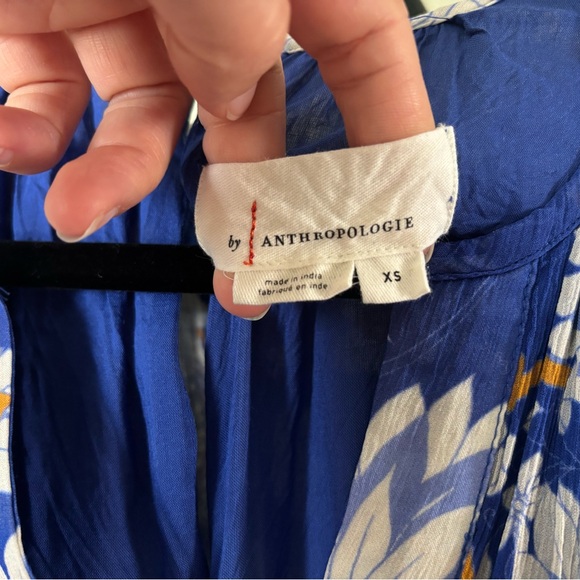 by ANTHROPOLOGIE
made in india
fabriqué en inde
XS